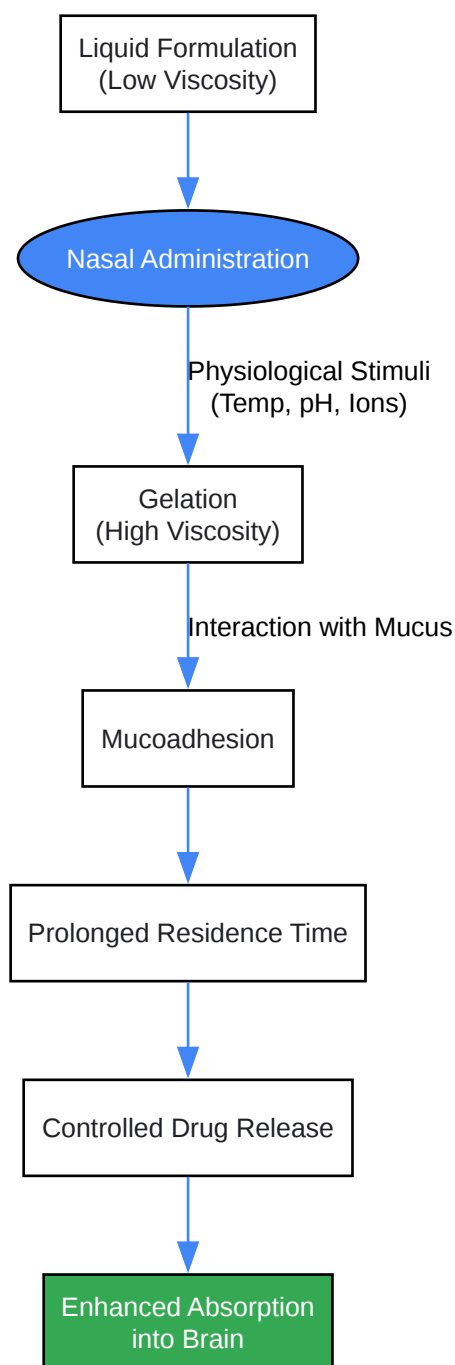 Liquid Formulation
(Low Viscosity)
Nasal Administration
Physiological Stimuli
(Temp, pH, Ions)
Gelation
(High Viscosity)
Interaction with Mucus
Mucoadhesion
Prolonged Residence Time
Controlled Drug Release
Enhanced Absorption
into Brain